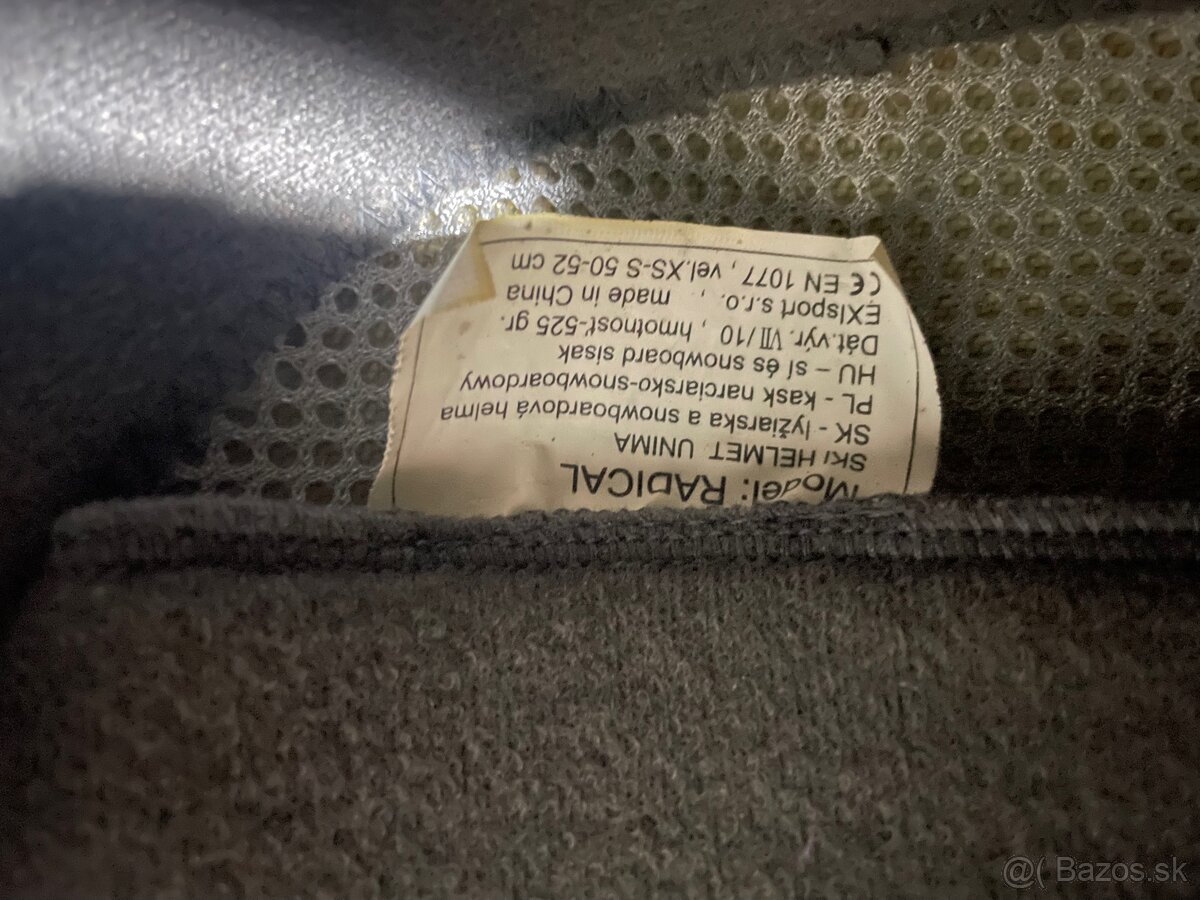 Model: RADICAL
SKI HELMET UNIMA
SK - lyžiarska a snowboardová helma
PL - kask narciarsko-snowboardowy
HU – sí és snowboard sisak
Dát.výr. VII/10 , hmotnosť-525 gr.
EXIsport s.r.o. , made in China
CE EN 1077 , vel.XS-S 50-52 cm
@( Bazos.sk